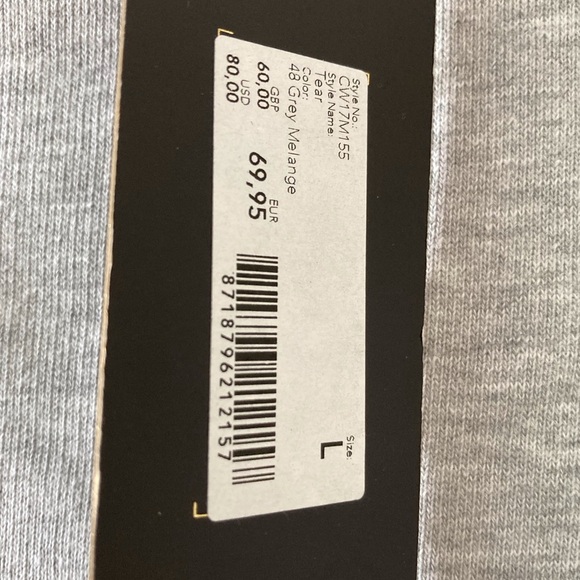 Style No.:
CW17M155
Style Name:
Tear
Color:
48 Grey Melange
Size:
L
GBP
60,00
USD
80,00
EUR
69,95
8718796212157